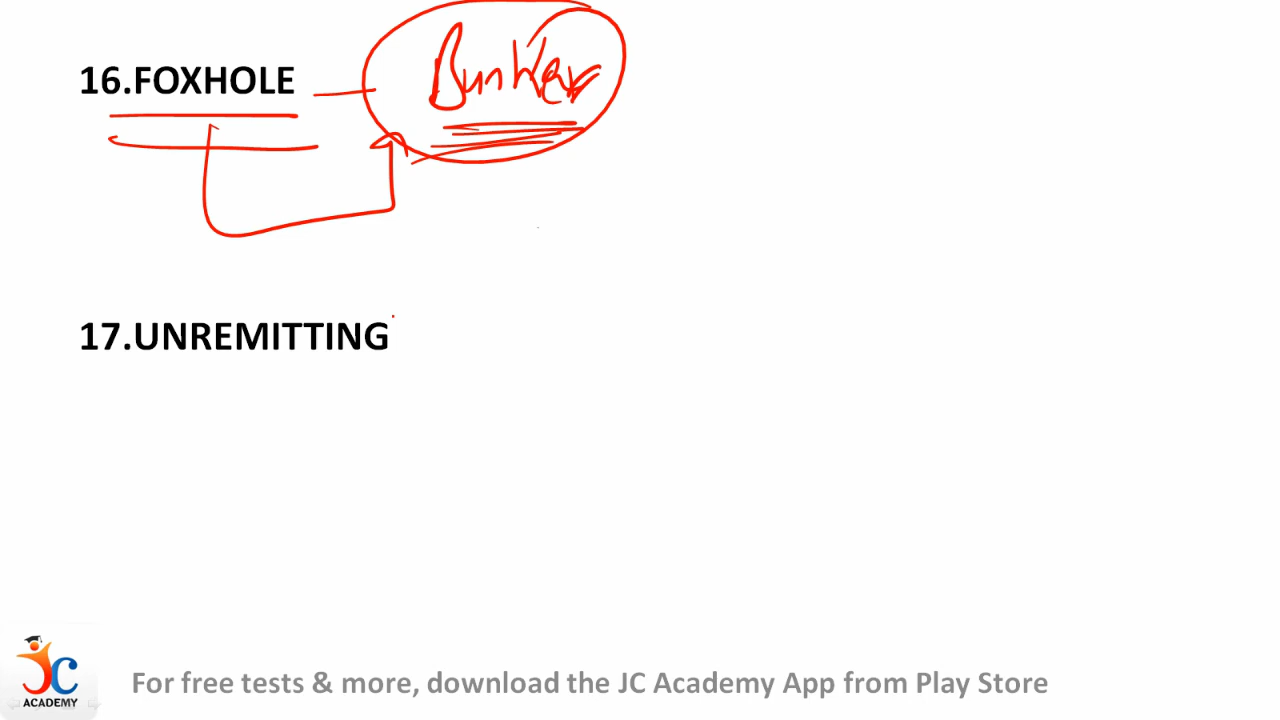 16.FOXHOLE Bunker
17.UNREMITTING
JC
ACADEMY
For free tests & more, download the JC Academy App from Play Store